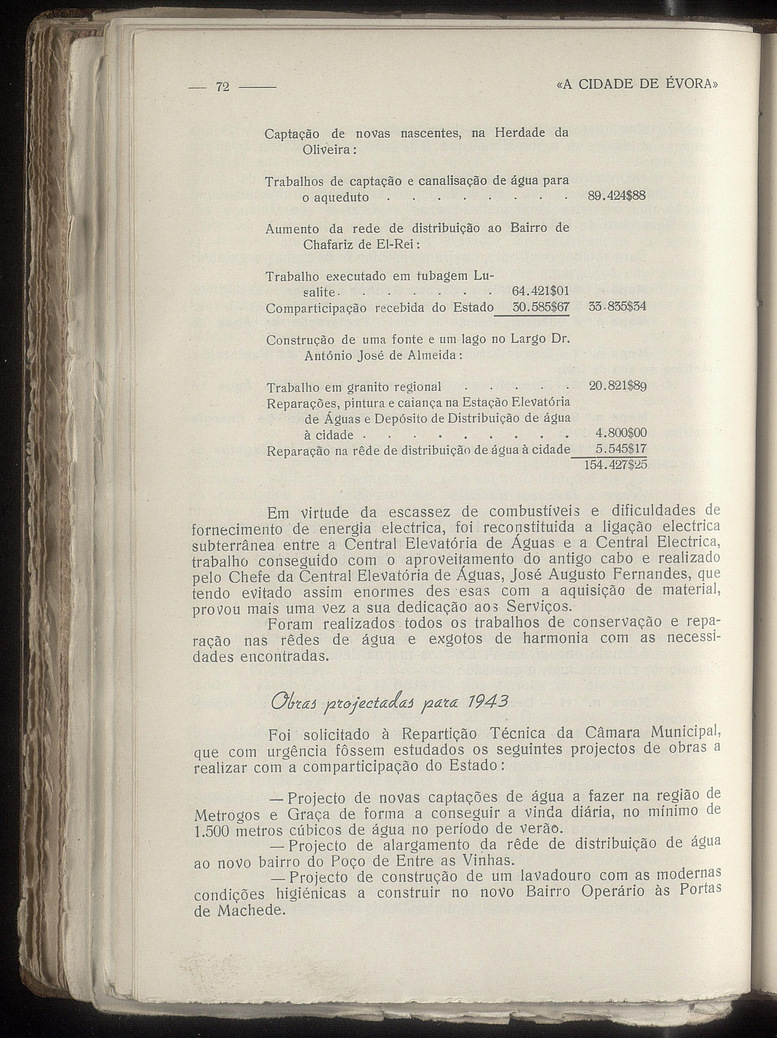 — 72 —— «A CIDADE DE ÉVORA»
Captação de novas nascentes, na Herdade da
Oliveira:
Trabalhos de captação e canalisação de água para
o aqueduto . . . . . . . . 89.424$88
Aumento da rede de distribuição ao Bairro de
Chafariz de El-Rei:
Trabalho executado em tubagem Lu-
salite. . . . . . . 64.421$01
Comparticipação recebida do Estado 30.585$67 33.835$34
Construção de uma fonte e um lago no Largo Dr.
António José de Almeida:
Trabalho em granito regional . . . . . 20.821$89
Reparações, pintura e caiança na Estação Elevatória
de Águas e Depósito de Distribuição de água
à cidade . . . . . . . . . 4.800$00
Reparação na rêde de distribuição de água à cidade 5.545$17
154.427$25
Em virtude da escassez de combustíveis e dificuldades de
fornecimento de energia electrica, foi reconstituida a ligação electrica
subterrânea entre a Central Elevatória de Águas e a Central Electrica,
trabalho conseguido com o aproveitamento do antigo cabo e realizado
pelo Chefe da Central Elevatória de Águas, José Augusto Fernandes, que
tendo evitado assim enormes des esas com a aquisição de material,
provou mais uma vez a sua dedicação aos Serviços.
Foram realizados todos os trabalhos de conservação e repa-
ração nas rêdes de água e exgotos de harmonia com as necessi-
dades encontradas.
Obras projectadas para 1943
Foi solicitado à Repartição Técnica da Câmara Municipal,
que com urgência fôssem estudados os seguintes projectos de obras a
realizar com a comparticipação do Estado:
— Projecto de novas captações de água a fazer na região de
Metrogos e Graça de forma a conseguir a vinda diária, no mínimo de
1.500 metros cúbicos de água no período de verão.
— Projecto de alargamento da rêde de distribuição de água
ao novo bairro do Poço de Entre as Vinhas.
— Projecto de construção de um lavadouro com as modernas
condições higiénicas a construir no novo Bairro Operário às Portas
de Machede.